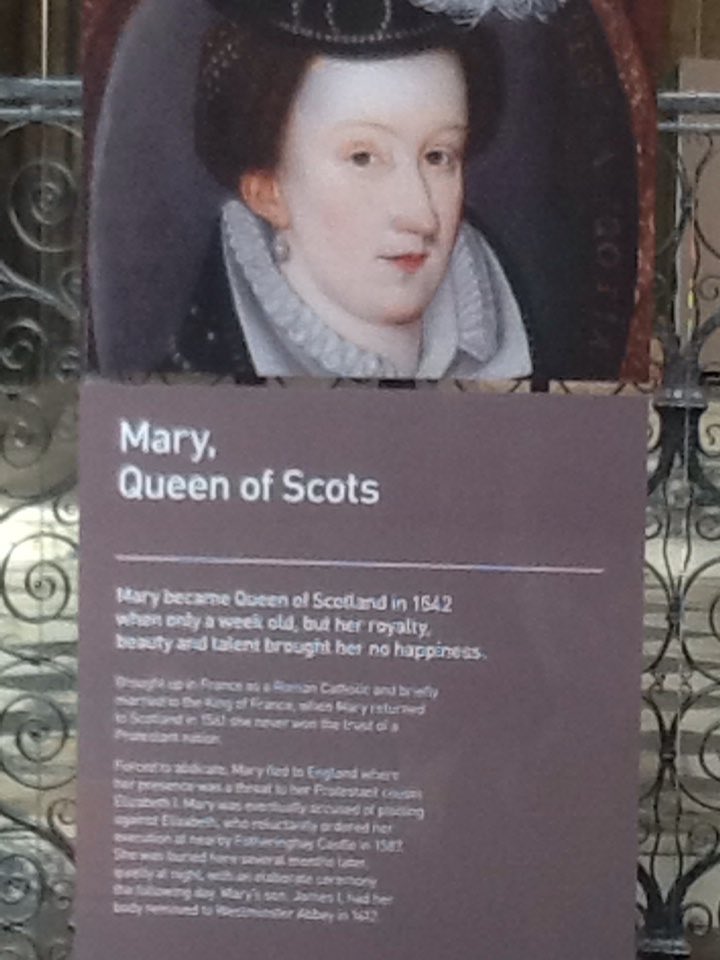 Mary,
Queen of Scots
Mary became Queen of Scotland in 1542
when only a week old, but her royalty,
beauty and talent brought her no happiness.
Brought up in France as a Roman Catholic and briefly
married to the King of France, when Mary returned
to Scotland in 1561 she never won the trust of a
Protestant nation.
Forced to abdicate, Mary fled to England where
her presence was a threat to her Protestant cousin
Elizabeth I. Mary was eventually accused of plotting
against Elizabeth, who reluctantly ordered her
execution at nearby Fotheringhay Castle in 1587.
She was buried here several months later,
quietly at night, with an elaborate ceremony
the following day. Mary's son, James I, had her
body removed to Westminster Abbey in 1612.